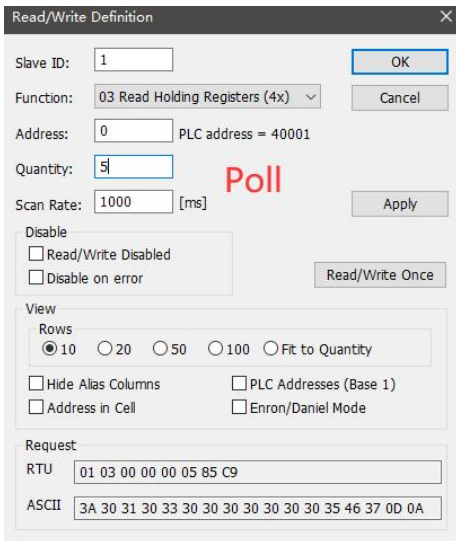 Read/Write Definition
Slave ID: 1 OK
Function: 03 Read Holding Registers (4x) Cancel
Address: 0 PLC address = 40001
Quantity: 5
Poll
Scan Rate: 1000 [ms] Apply
Disable
Read/Write Disabled
Disable on error
Read/Write Once
View
Rows
10 20 50 100 Fit to Quantity
Hide Alias Columns PLC Addresses (Base 1)
Address in Cell Enron/Daniel Mode
Request
RTU 01 03 00 00 00 05 85 C9
ASCII 3A 30 31 30 33 30 30 30 30 30 30 30 35 46 37 0D 0A